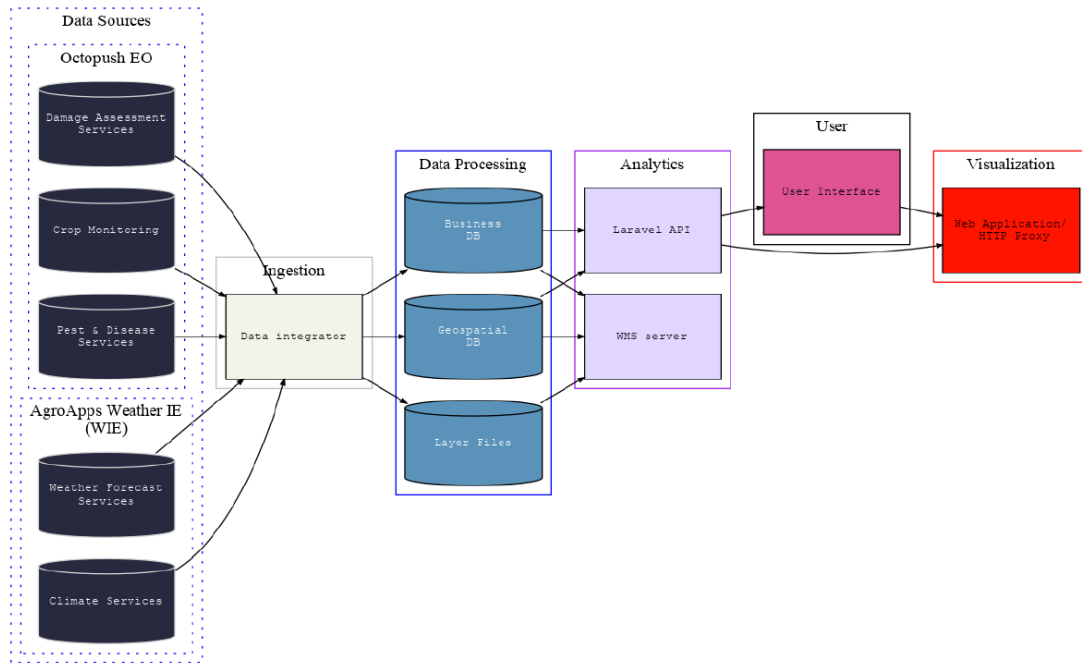 Data Sources
Octopush EO
Damage Assessment
Services
Crop Monitoring
Pest & Disease
Services
AgroApps Weather IE
(WIE)
Weather Forecast
Services
Climate Services
Ingestion
Data integrator
Data Processing
Business
DB
Geospatial
DB
Layer Files
Analytics
Laravel API
WMS server
User
User Interface
Visualization
Web Application/
HTTP Proxy